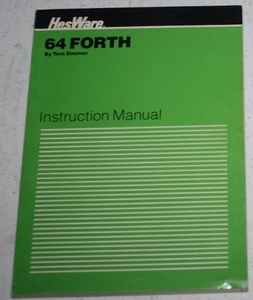 HesWare
64 FORTH
By Tom Zimmer
Instruction Manual